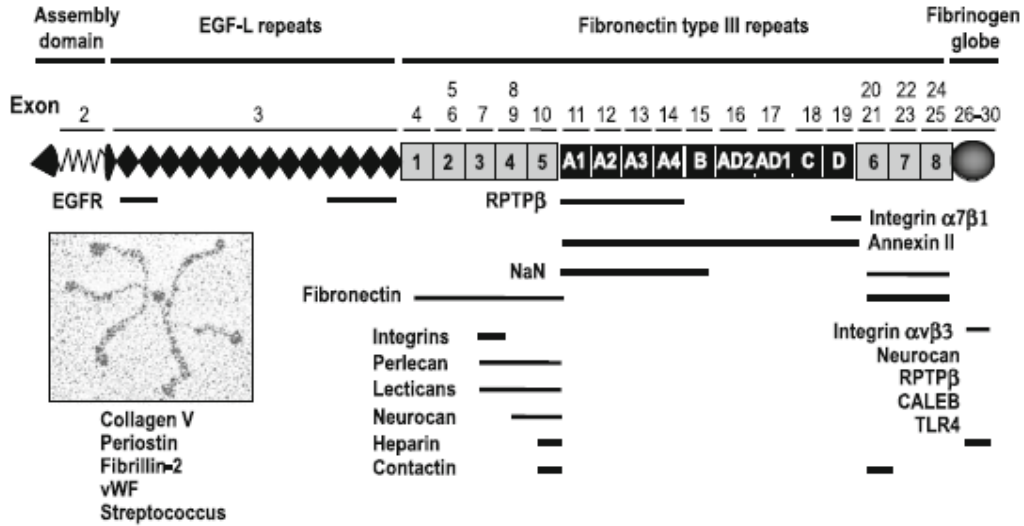 Assembly domain EGF-L repeats Fibronectin type III repeats Fibrinogen globe
5 8 20 22 24
Exon 2 3 4 6 7 9 10 11 12 13 14 15 16 17 18 19 21 23 25 26–30
1 2 3 4 5 A1 A2 A3 A4 B AD2 AD1 C D 6 7 8
EGFR RPTPβ
Integrin α7β1
Annexin II
NaN
Fibronectin
Integrins Integrin αvβ3
Perlecan Neurocan
Lecticans RPTPβ
Neurocan CALEB
TLR4
Heparin
Contactin
Collagen V
Periostin
Fibrillin-2
vWF
Streptococcus